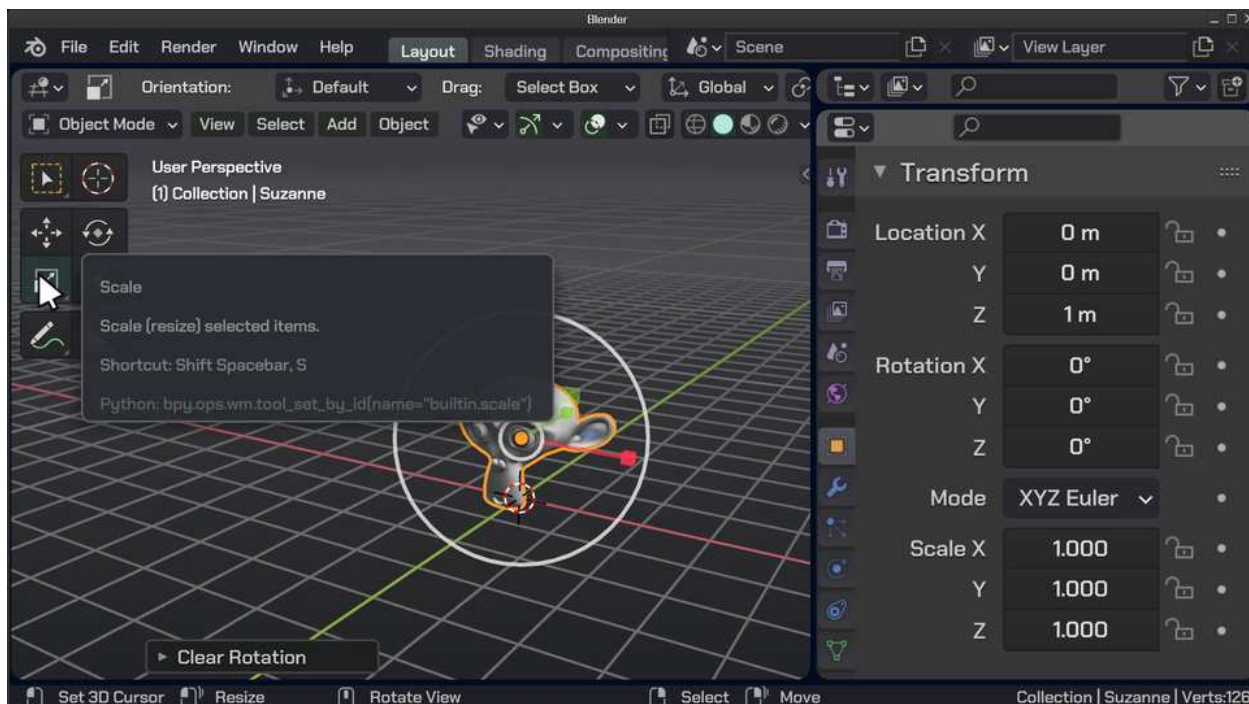 Blender
File Edit Render Window Help Layout Shading Compositing Scene View Layer
Orientation: Default Drag: Select Box Global
Object Mode View Select Add Object
User Perspective
(1) Collection | Suzanne
Scale
Scale (resize) selected items.
Shortcut: Shift Spacebar, S
Python: bpy.ops.wm.tool_set_by_id(name="builtin.scale")
Clear Rotation
Transform
Location X 0 m
Y 0 m
Z 1 m
Rotation X 0°
Y 0°
Z 0°
Mode XYZ Euler
Scale X 1.000
Y 1.000
Z 1.000
Set 3D Cursor Resize Rotate View Select Move Collection | Suzanne | Verts:126